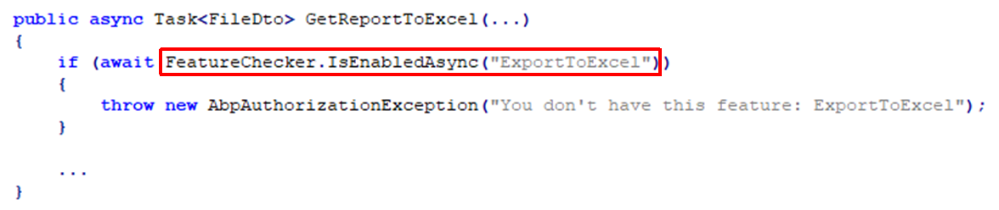 public async Task<FileDto> GetReportToExcel(...)
{
    if (await FeatureChecker.IsEnabledAsync("ExportToExcel"))
    {
        throw new AbpAuthorizationException("You don't have this feature: ExportToExcel");
    }

    ...
}